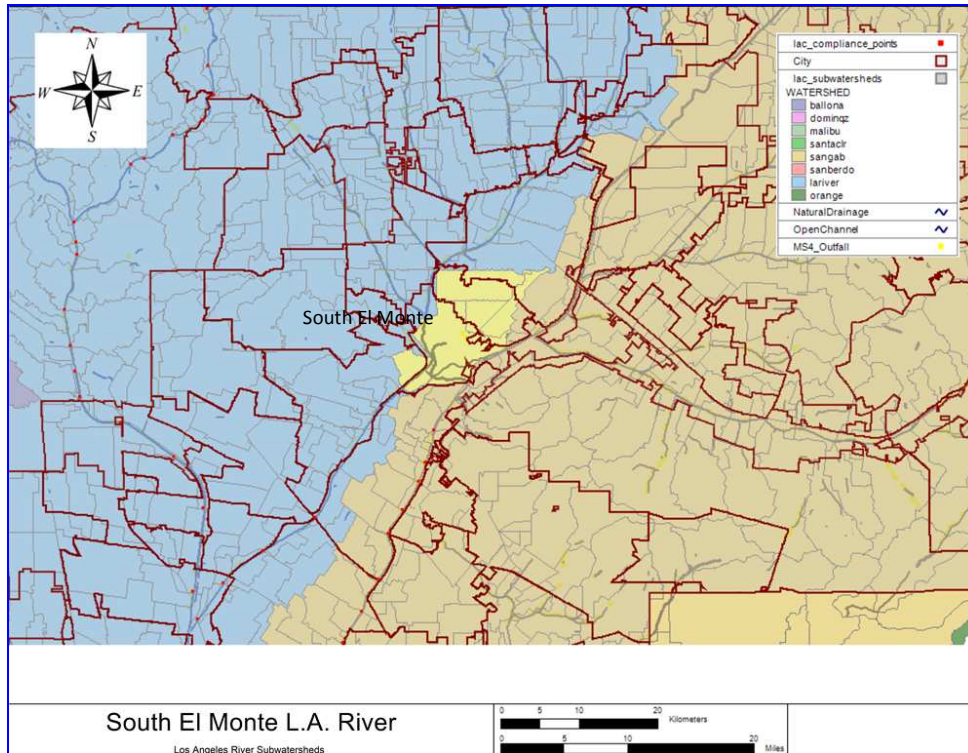 N
W E
S
lac_compliance_points
City
lac_subwatersheds
WATERSHED
ballona
dominqz
malibu
santaclr
sangab
sanberdo
lariver
orange
NaturalDrainage
OpenChannel
MS4_Outfall
South El Monte
South El Monte L.A. River
Los Angeles River Subwatersheds
0 5 10 20
Kilometers
0 5 10 20
Miles